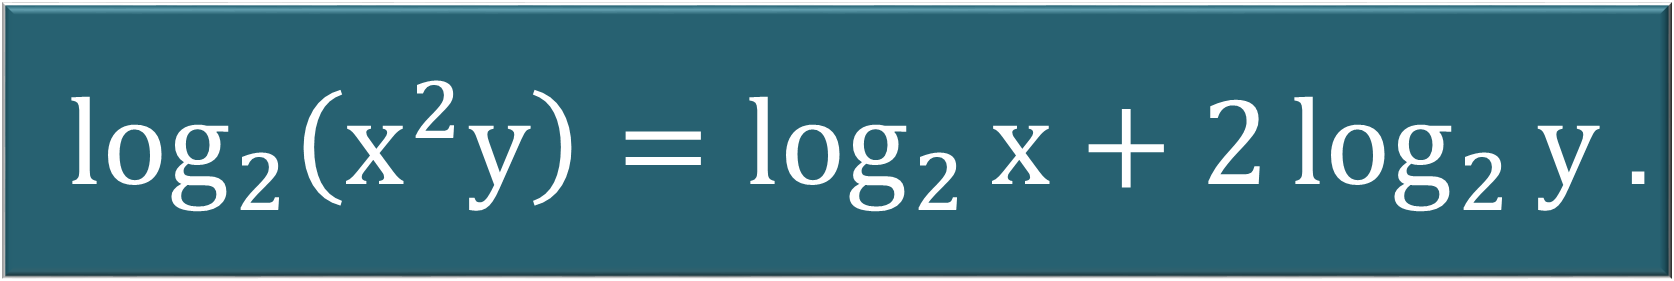 log₂(x²y) = log₂ x + 2 log₂ y .